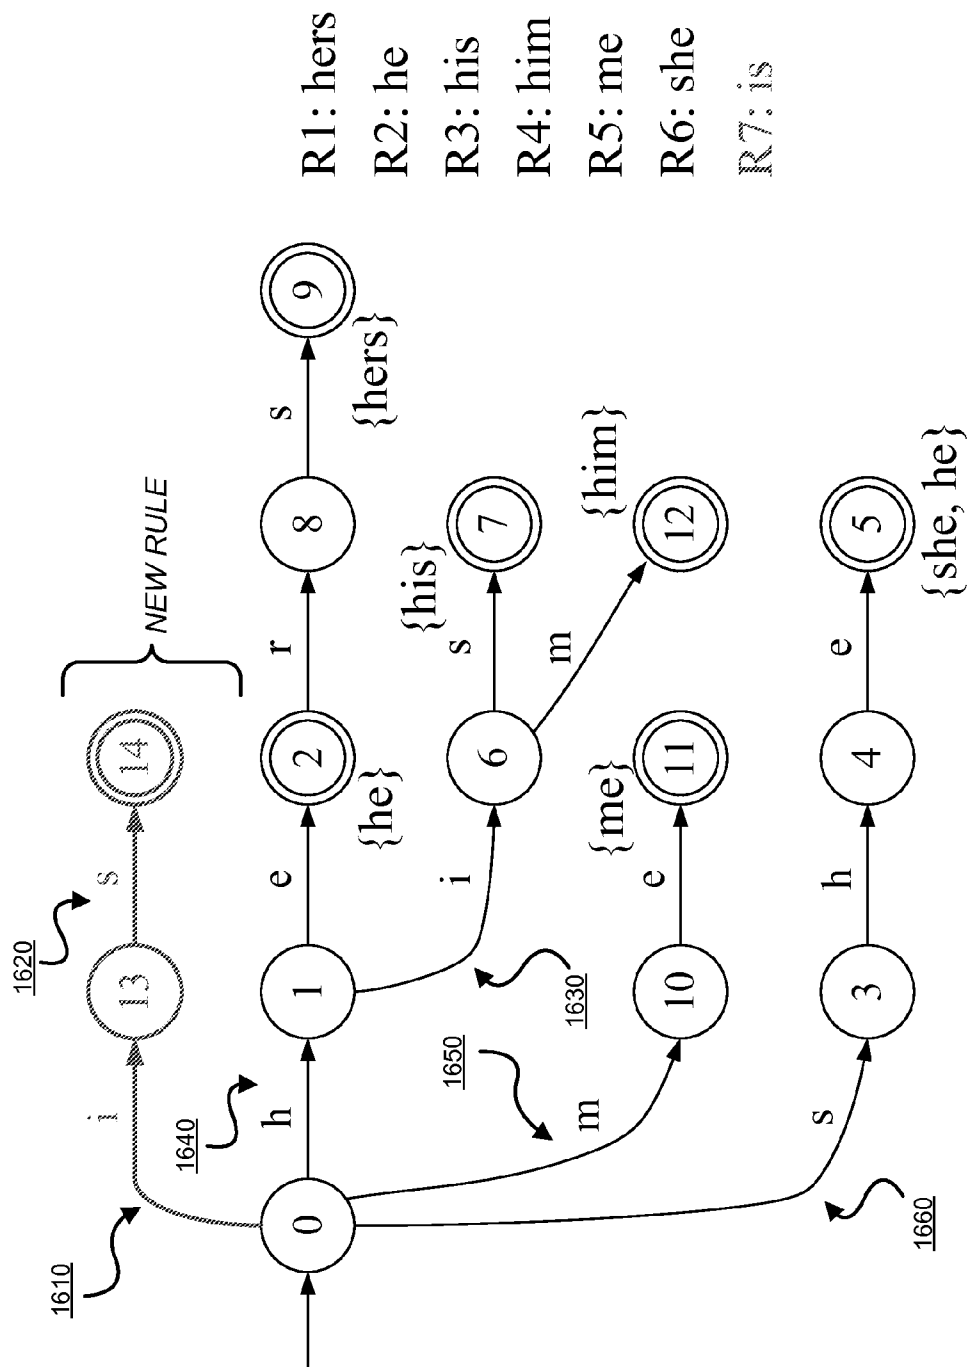 1620
1610
i s
13 14 NEW RULE
1640
h e r s
0 1 2 8 9
{he} {hers}
{his}
1650 i s
6 7
m
1630
m {me} {him}
e
10 11 12
s h e
3 4 5
1660 {she, he}
R1: hers
R2: he
R3: his
R4: him
R5: me
R6: she
R7: is